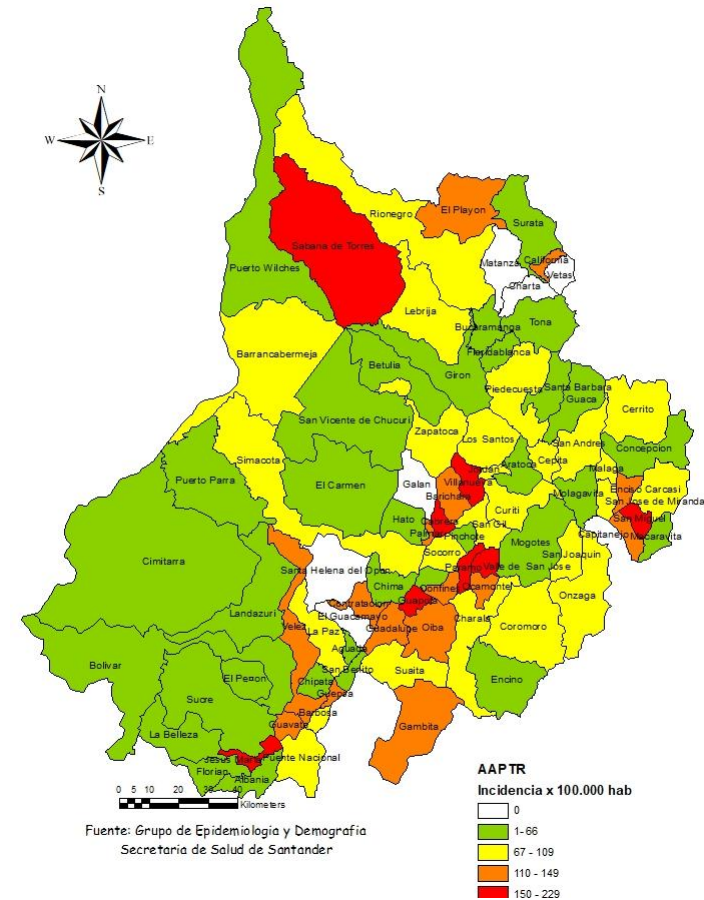 N
W E
S
El Playon
Rionegro
Surata
Sabana de Torres
California
Matanza
Vetas
Puerto Wilches
Charta
Lebrija
Tona
Bucaramanga
Barrancabermeja
Floridablanca
Betulia
Giron
Piedecuesta
Santa Barbara
Guaca
Cerrito
San Vicente de Chucuri
Zapatoca
Los Santos
San Andres
Concepcion
Simacota
Cepita
Malaga
Aratoca
Jordan
Puerto Parra
El Carmen
Galan
Villanueva
Barichara
Enciso
Carcasi
Molagavita
San Jose de Miranda
Curiti
Hato
Cabrera
San Gil
San Miguel
Palmar
Pinchote
Mogotes
Capitanejo
Macaravita
Socorro
San Joaquin
Cimitarra
Santa Helena del Opon
Paramo
Valle de San Jose
Chima
Confines
Ocamonte
Onzaga
Contratacion
Guapota
Landazuri
El Guacamayo
Charala
Velez
La Paz
Guadalupe
Oiba
Coromoro
Aguada
Bolivar
San Benito
Suaita
El Penon
Chipata
Encino
Sucre
Guepsa
Barbosa
Guavata
Gambita
La Belleza
Jesus Maria
Puente Nacional
Florian
Albania
0 5 10 20 30 40
Kilometers
Fuente: Grupo de Epidemiologia y Demografia
Secretaria de Salud de Santander
AAPTR
Incidencia x 100.000 hab
0
1- 66
67 - 109
110 - 149
150 - 229